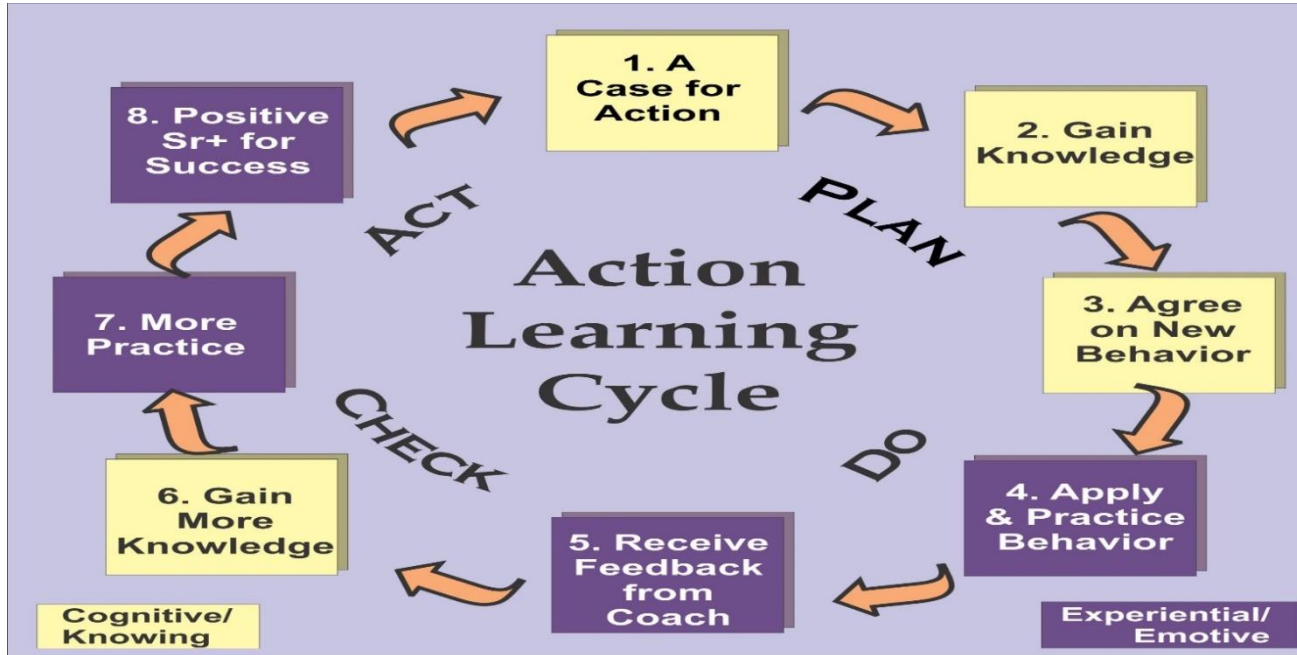 1. A
Case for
Action
2. Gain
Knowledge
3. Agree
on New
Behavior
4. Apply
& Practice
Behavior
5. Receive
Feedback
from
Coach
6. Gain
More
Knowledge
7. More
Practice
8. Positive
Sr+ for
Success
PLAN
DO
CHECK
ACT
Action
Learning
Cycle
Cognitive/
Knowing
Experiential/
Emotive